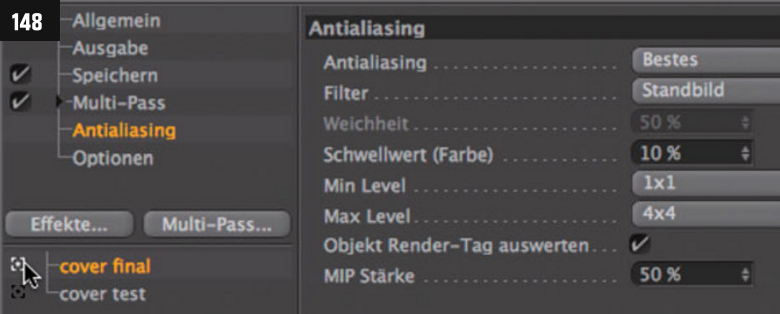 148
Allgemein
Ausgabe
Speichern
Multi-Pass
Antialiasing
Optionen
Effekte...
Multi-Pass...
cover final
cover test
Antialiasing
Antialiasing Bestes
Filter Standbild
Weichheit 50 %
Schwellwert (Farbe) 10 %
Min Level 1x1
Max Level 4x4
Objekt Render-Tag auswerten
MIP Stärke 50 %